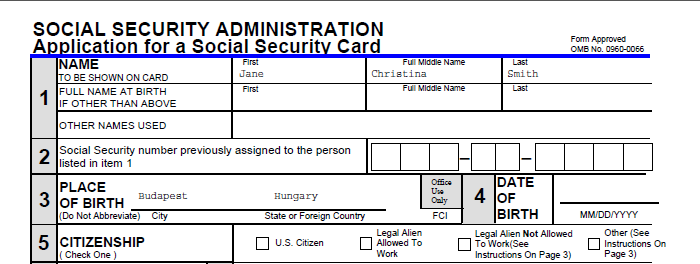 SOCIAL SECURITY ADMINISTRATION
Application for a Social Security Card
Form Approved
OMB No. 0960-0066
1
NAME
TO BE SHOWN ON CARD
First
Full Middle Name
Last
Jane
Christina
Smith
FULL NAME AT BIRTH
IF OTHER THAN ABOVE
First
Full Middle Name
Last
OTHER NAMES USED
2
Social Security number previously assigned to the person
listed in item 1
3
PLACE
OF BIRTH
(Do Not Abbreviate)
Budapest
Hungary
City
State or Foreign Country
Office
Use
Only
FCI
4
DATE
OF
BIRTH
MM/DD/YYYY
5
CITIZENSHIP
( Check One )
U.S. Citizen
Legal Alien
Allowed To
Work
Legal Alien Not Allowed
To Work(See
Instructions On Page 3)
Other (See
Instructions On
Page 3)